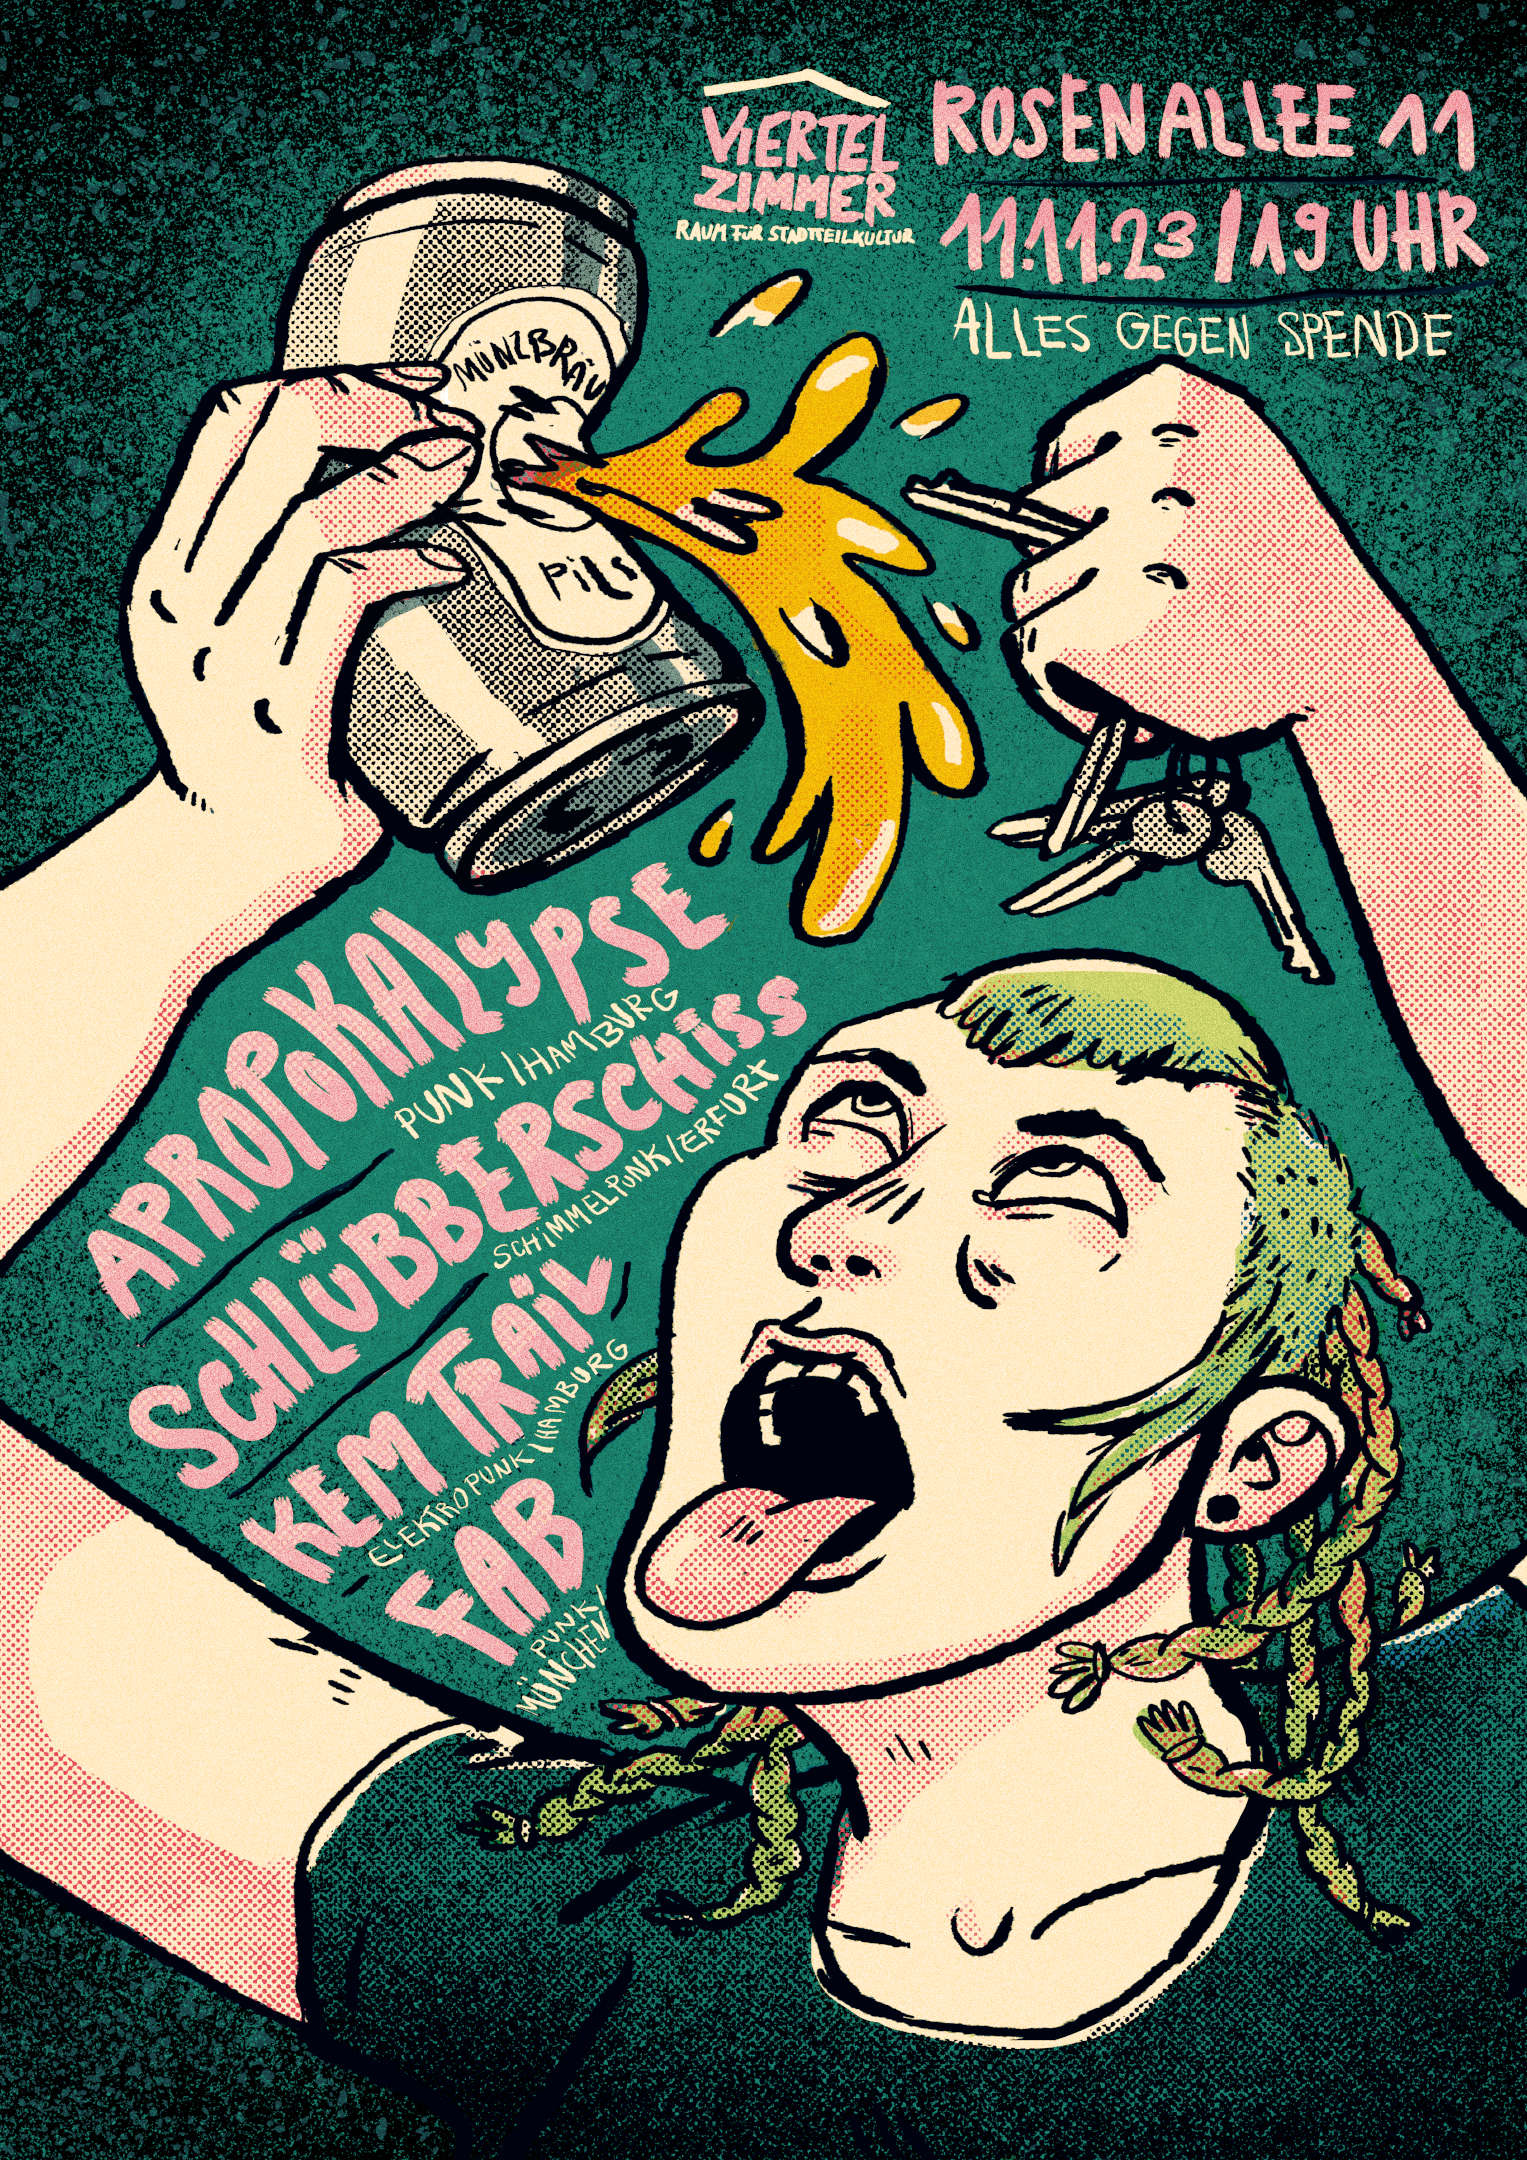 VIERTEL
ZIMMER
RAUM FÜR STADTTEILKULTUR
ROSENALLEE 11
11.11.23 / 19 UHR
ALLES GEGEN SPENDE
MÜNZBRÄU
PILS
APROPOKALYPSE
PUNK / HAMBURG
SCHLÜBBERSCHISS
SCHIMMELPUNK / ERFURT
KEM TRAIL
ELEKTROPUNK / HAMBURG
FAB
PUNK /
MÜNCHEN